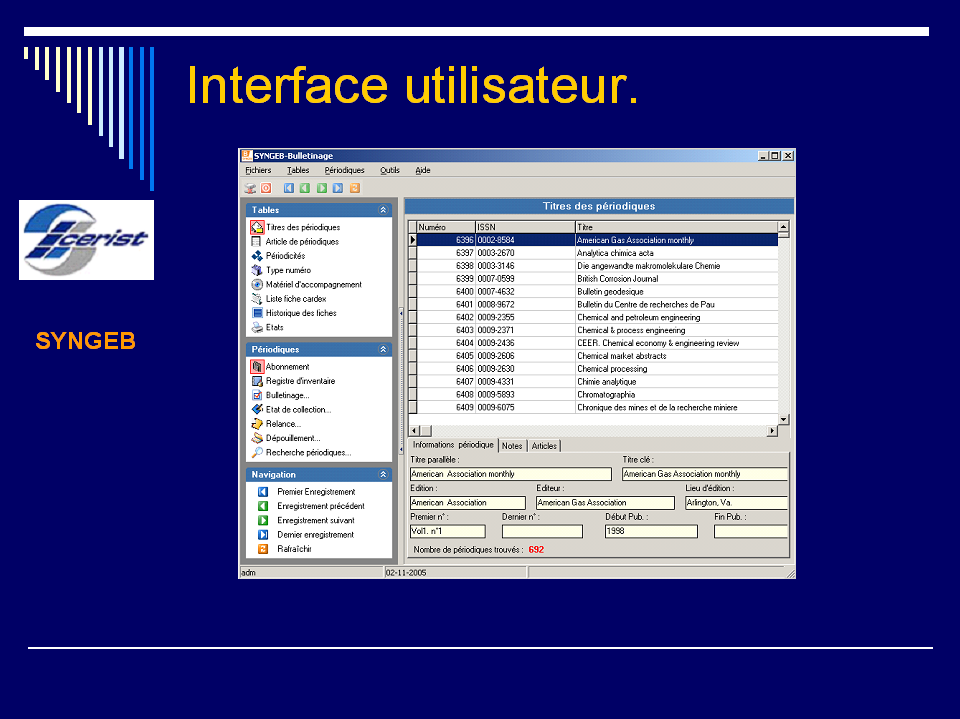 Interface utilisateur.
cerist
SYNGEB
SYNGEB-Bulletinage
Fichiers Tables Périodiques Outils Aide
Tables
Titres des périodiques
Article de périodiques
Périodicités
Type numéro
Matériel d'accompagnement
Liste fiche cardex
Historique des fiches
Etats
Périodiques
Abonnement
Registre d'inventaire
Bulletinage...
Etat de collection...
Relance...
Dépouillement...
Recherche périodiques...
Navigation
Premier Enregistrement
Enregistrement précédent
Enregistrement suivant
Dernier enregistrement
Rafraîchir
Titres des périodiques
Numéro ISSN Titre
6396 0002-8584 American Gas Association monthly
6397 0003-2670 Analytica chimica acta
6398 0003-3146 Die angewandte makromolekulare Chemie
6399 0007-0599 British Corrosion Journal
6400 0007-4632 Bulletin geodesique
6401 0008-9672 Bulletin du Centre de recherches de Pau
6402 0009-2355 Chemical and petroleum engineering
6403 0009-2371 Chemical & process engineering
6404 0009-2436 CEER. Chemical economy & engineering review
6405 0009-2606 Chemical market abstracts
6406 0009-2630 Chemical processing
6407 0009-4331 Chimie analytique
6408 0009-5893 Chromatographia
6409 0009-6075 Chronique des mines et de la recherche miniere
Informations périodique Notes Articles
Titre parallèle : Titre clé :
American Association monthly American Gas Association monthly
Edition : Editeur : Lieu d'édition :
American Association American Gas Association Arlington, Va.
Premier n° : Dernier n° : Début Pub. : Fin Pub. :
Vol1. n°1 1998
Nombre de périodiques trouvés : 692
adm 02-11-2005